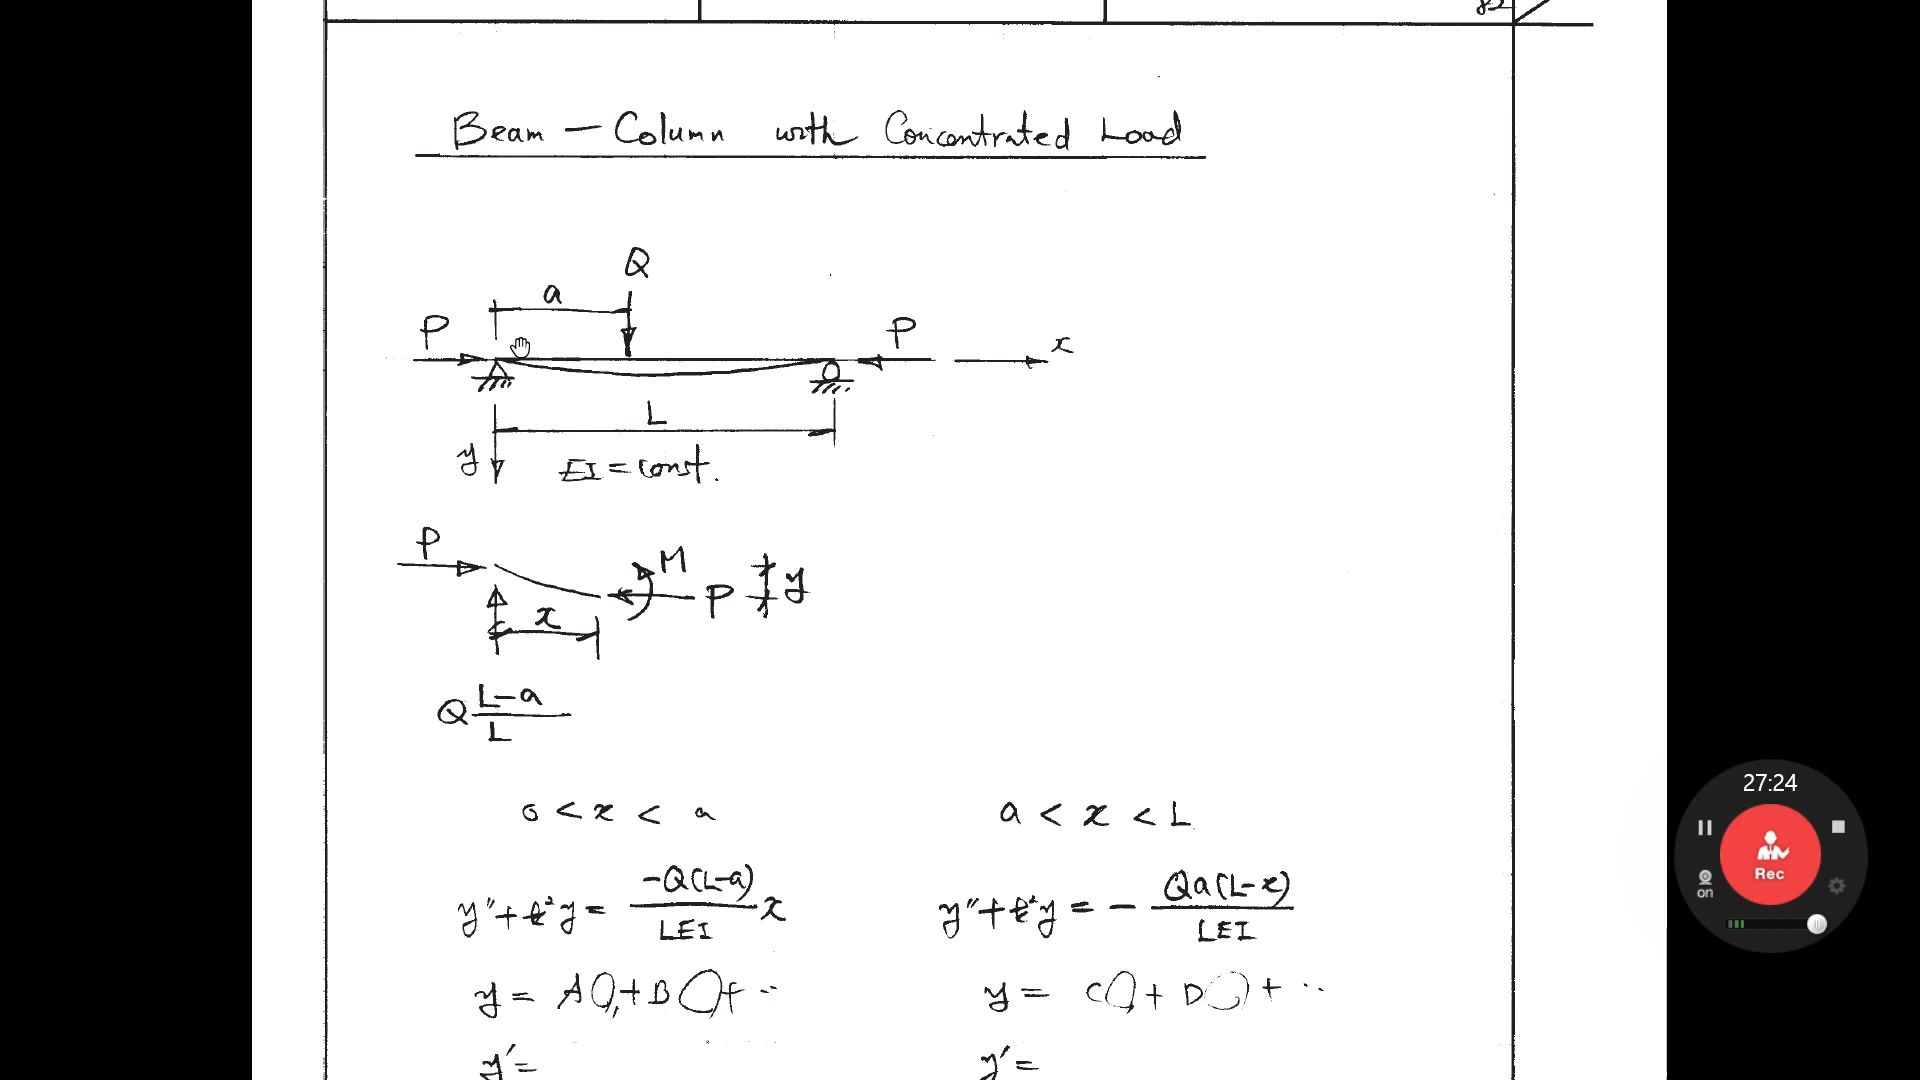 Beam - Column with Concentrated Load
Q
a
P
P
x
L
y
EI = const.
P
M
P
y
x
Q (L-a)/L
0 < x < a
a < x < L
y'' + k²y = -Q(L-a)/LEI x
y'' + k²y = - Qa(L-x)/LEI
y = A( ) + B( ) + ··
y = C( ) + D( ) + ··
y' =
y' =
27:24
Rec
on